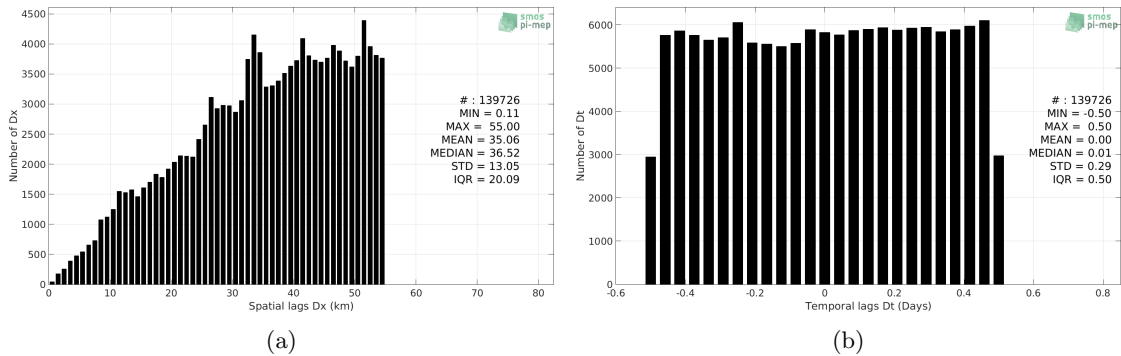 smos
pi-mep
4500
4000
3500
3000
2500
2000
1500
1000
500
0
Number of Dx
# : 139726
MIN = 0.11
MAX = 55.00
MEAN = 35.06
MEDIAN = 36.52
STD = 13.05
IQR = 20.09
0 10 20 30 40 50 60 70 80
Spatial lags Dx (km)
(a)
smos
pi-mep
6000
5000
4000
3000
2000
1000
0
Number of Dt
# : 139726
MIN = -0.50
MAX = 0.50
MEAN = 0.00
MEDIAN = 0.01
STD = 0.29
IQR = 0.50
-0.6 -0.4 -0.2 0 0.2 0.4 0.6 0.8
Temporal lags Dt (Days)
(b)